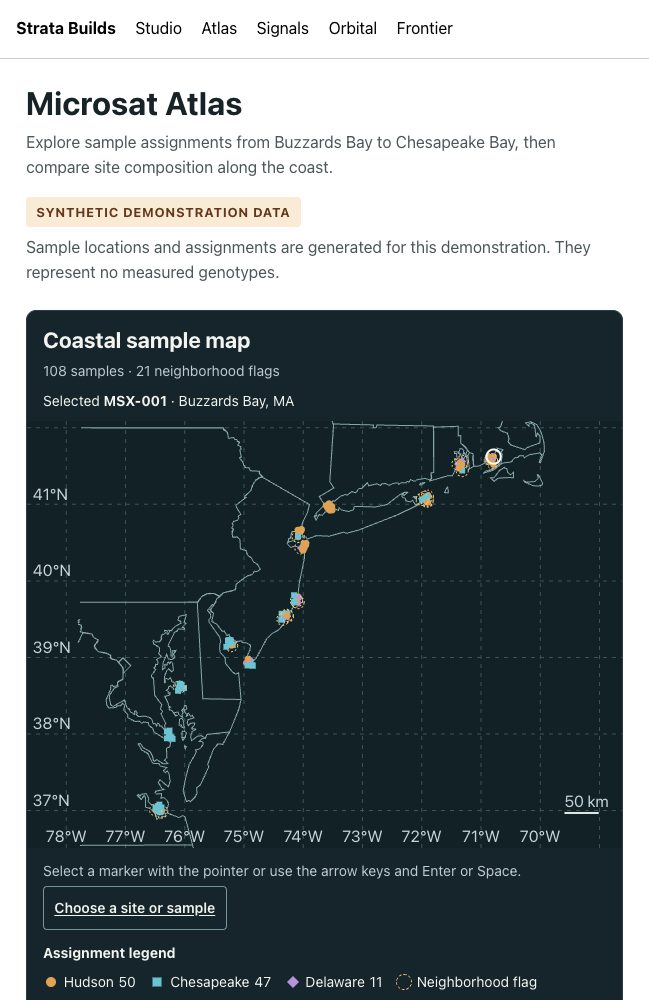 Strata Builds Studio Atlas Signals Orbital Frontier
Microsat Atlas
Explore sample assignments from Buzzards Bay to Chesapeake Bay, then
compare site composition along the coast.
SYNTHETIC DEMONSTRATION DATA
Sample locations and assignments are generated for this demonstration. They
represent no measured genotypes.
Coastal sample map
108 samples · 21 neighborhood flags
Selected MSX-001 · Buzzards Bay, MA
41°N
40°N
39°N
38°N
37°N
50 km
78°W 77°W 76°W 75°W 74°W 73°W 72°W 71°W 70°W
Select a marker with the pointer or use the arrow keys and Enter or Space.
Choose a site or sample
Assignment legend
Hudson 50 Chesapeake 47 Delaware 11 Neighborhood flag